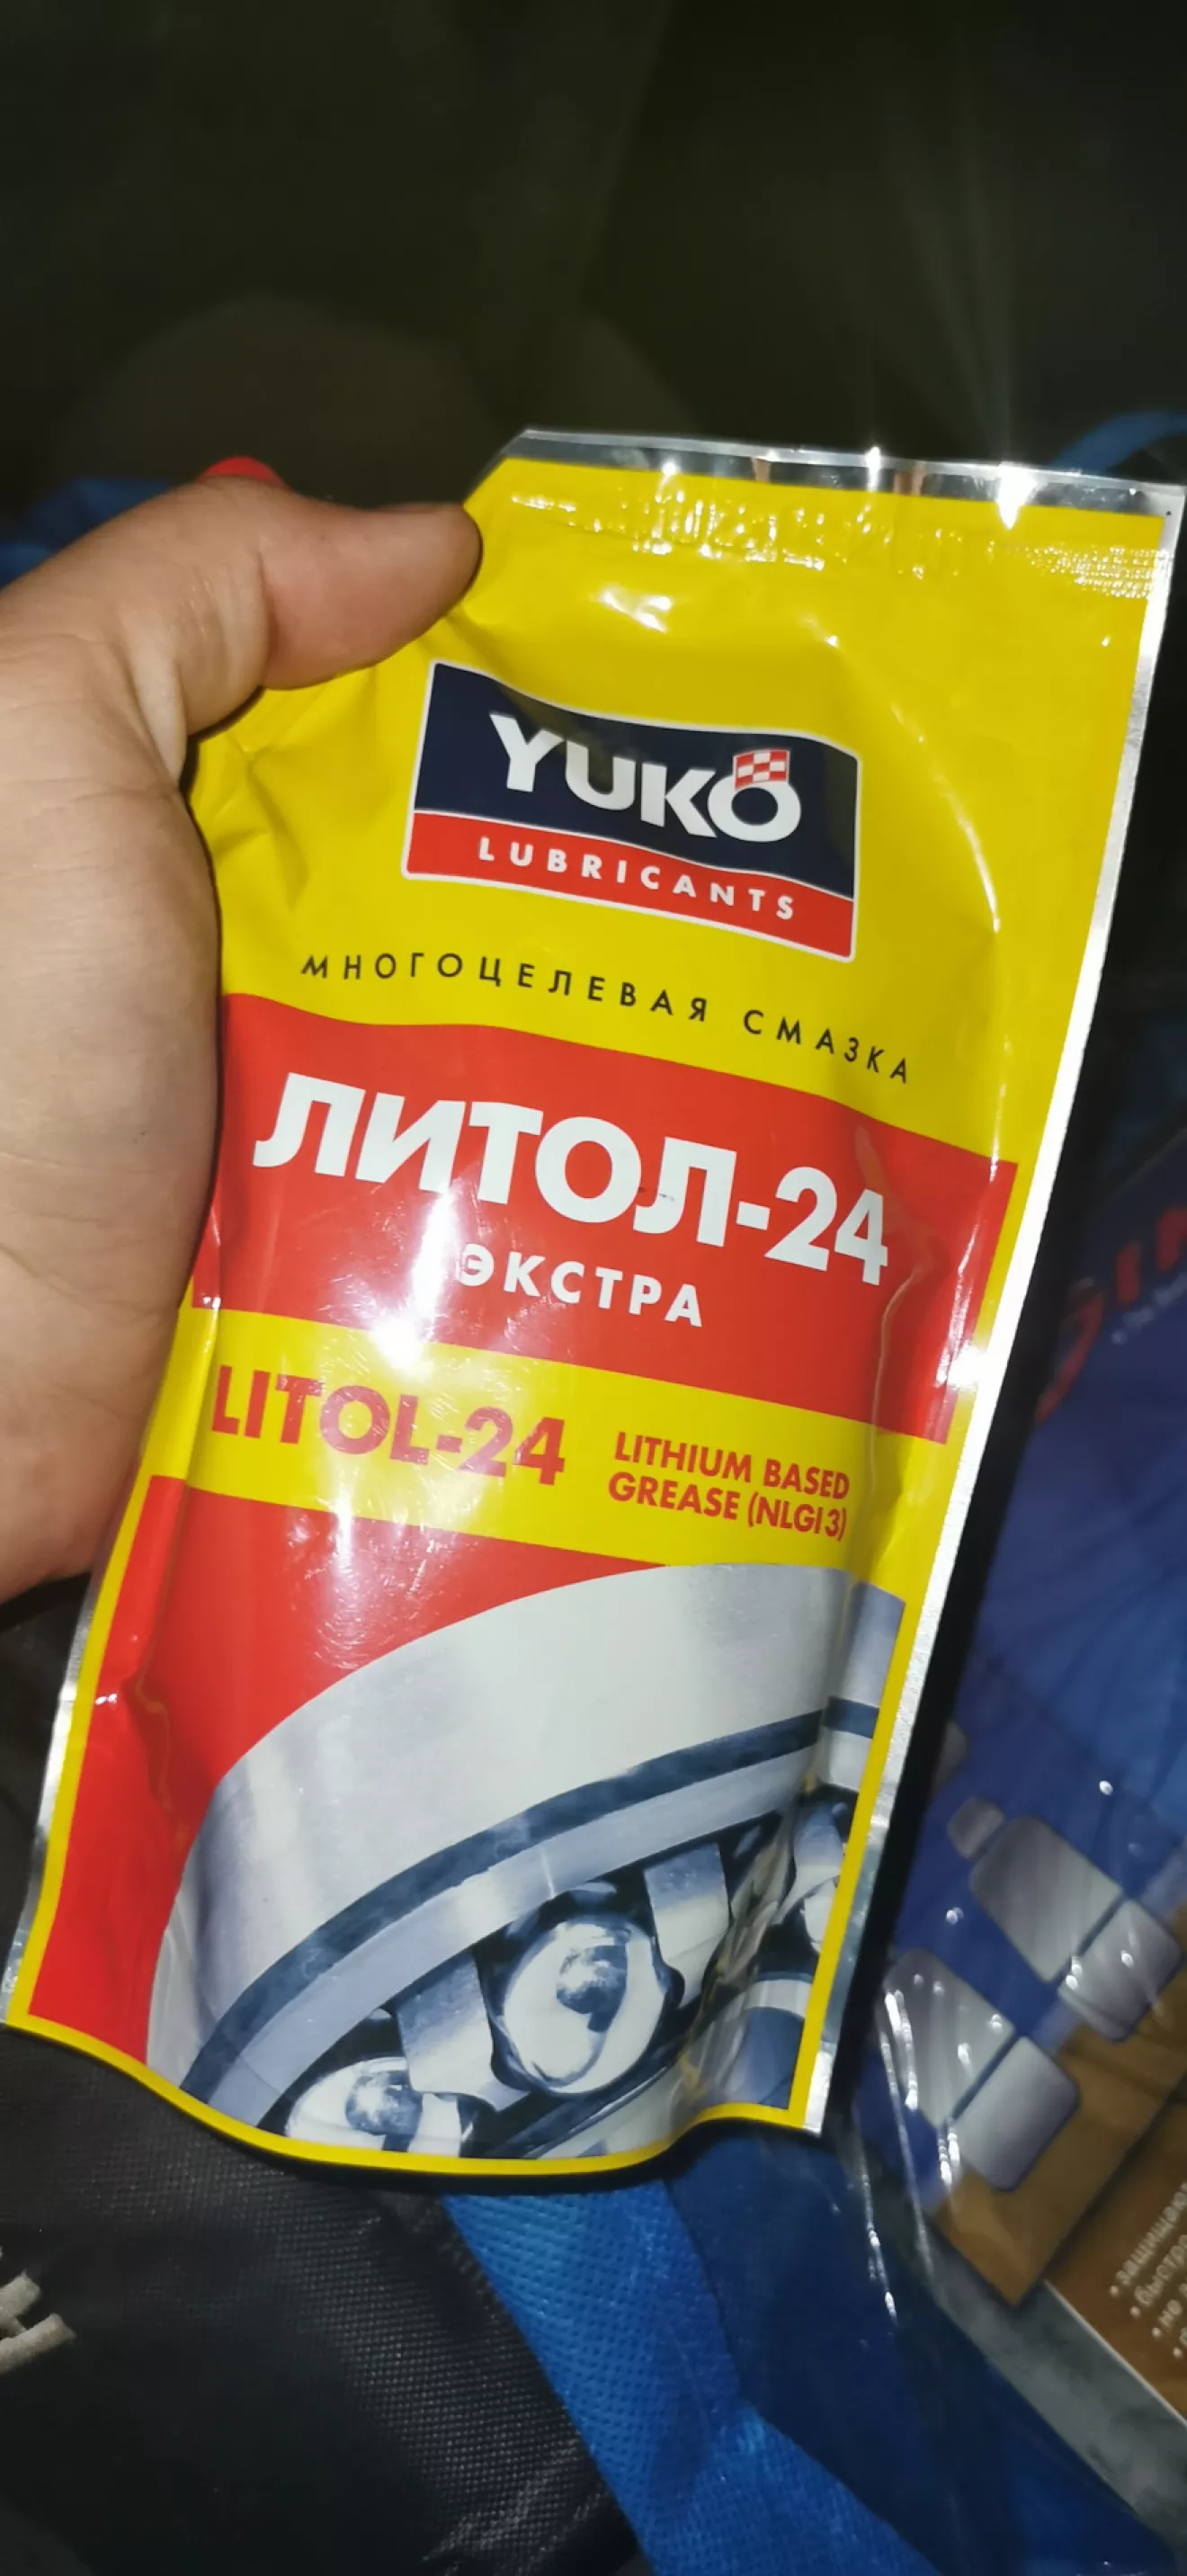 YUKO
LUBRICANTS
МНОГОЦЕЛЕВАЯ СМАЗКА
ЛИТОЛ-24
ЭКСТРА
LITOL-24
LITHIUM BASED
GREASE (NLGI 3)